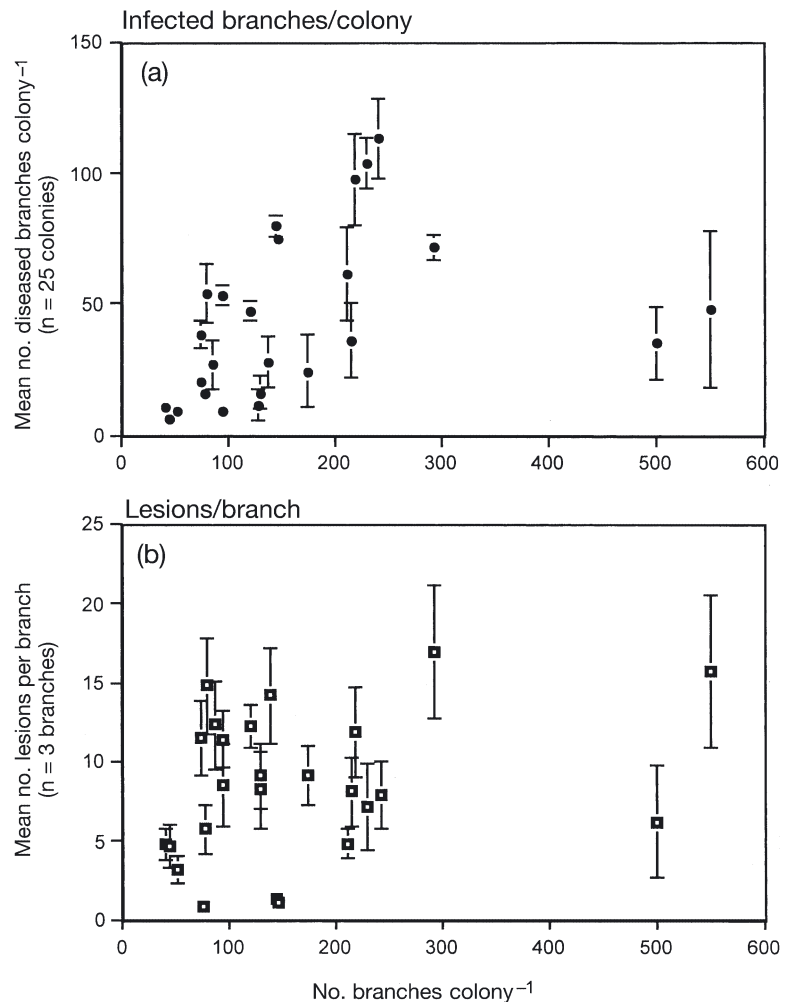 Infected branches/colony
150
(a)
100
50
0
0 100 200 300 400 500 600
Mean no. diseased branches colony⁻¹
(n = 25 colonies)
Lesions/branch
25
(b)
20
15
10
5
0
0 100 200 300 400 500 600
Mean no. lesions per branch
(n = 3 branches)
No. branches colony⁻¹